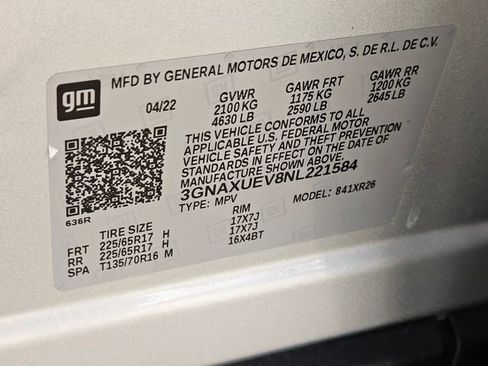 gm
MFD BY GENERAL MOTORS DE MEXICO, S. DE R.L. DE C.V.
04/22 GVWR GAWR FRT GAWR RR
2100 KG 1175 KG 1200 KG
4630 LB 2590 LB 2645 LB
THIS VEHICLE CONFORMS TO ALL
APPLICABLE U.S. FEDERAL MOTOR
VEHICLE SAFETY AND THEFT PREVENTION
STANDARDS IN EFFECT ON THE DATE OF
MANUFACTURE SHOWN ABOVE.
3GNAXUEV8NL221584
TYPE: MPV MODEL: 841XR26
636R
TIRE SIZE RIM
FRT 225/65R17 H 17X7J
RR 225/65R17 H 17X7J
SPA T135/70R16 M 16X4BT